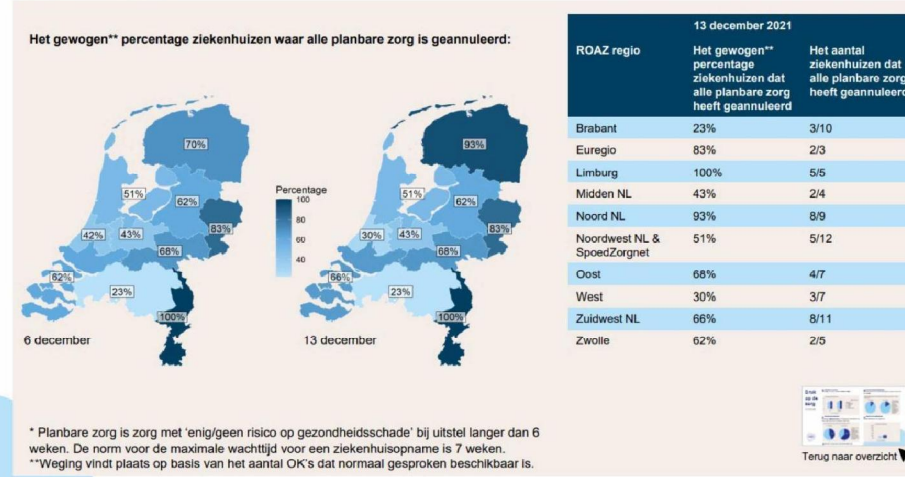 Het gewogen** percentage ziekenhuizen waar alle planbare zorg is geannuleerd:
70%
51%
62%
83%
42%
43%
68%
62%
23%
100%
6 december
Percentage
100
80
60
40
93%
51%
62%
83%
30%
43%
68%
66%
23%
100%
13 december
13 december 2021
ROAZ regio
Het gewogen**
percentage
ziekenhuizen dat
alle planbare zorg
heeft geannuleerd
Het aantal
ziekenhuizen dat
alle planbare zorg
heeft geannuleerd
Brabant 23% 3/10
Euregio 83% 2/3
Limburg 100% 5/5
Midden NL 43% 2/4
Noord NL 93% 8/9
Noordwest NL & 51% 5/12
SpoedZorgnet
Oost 68% 4/7
West 30% 3/7
Zuidwest NL 66% 8/11
Zwolle 62% 2/5
* Planbare zorg is zorg met 'enig/geen risico op gezondheidsschade' bij uitstel langer dan 6
weken. De norm voor de maximale wachttijd voor een ziekenhuisopname is 7 weken.
**Weging vindt plaats op basis van het aantal OK's dat normaal gesproken beschikbaar is.
Druk
op de
zorg
Terug naar overzicht